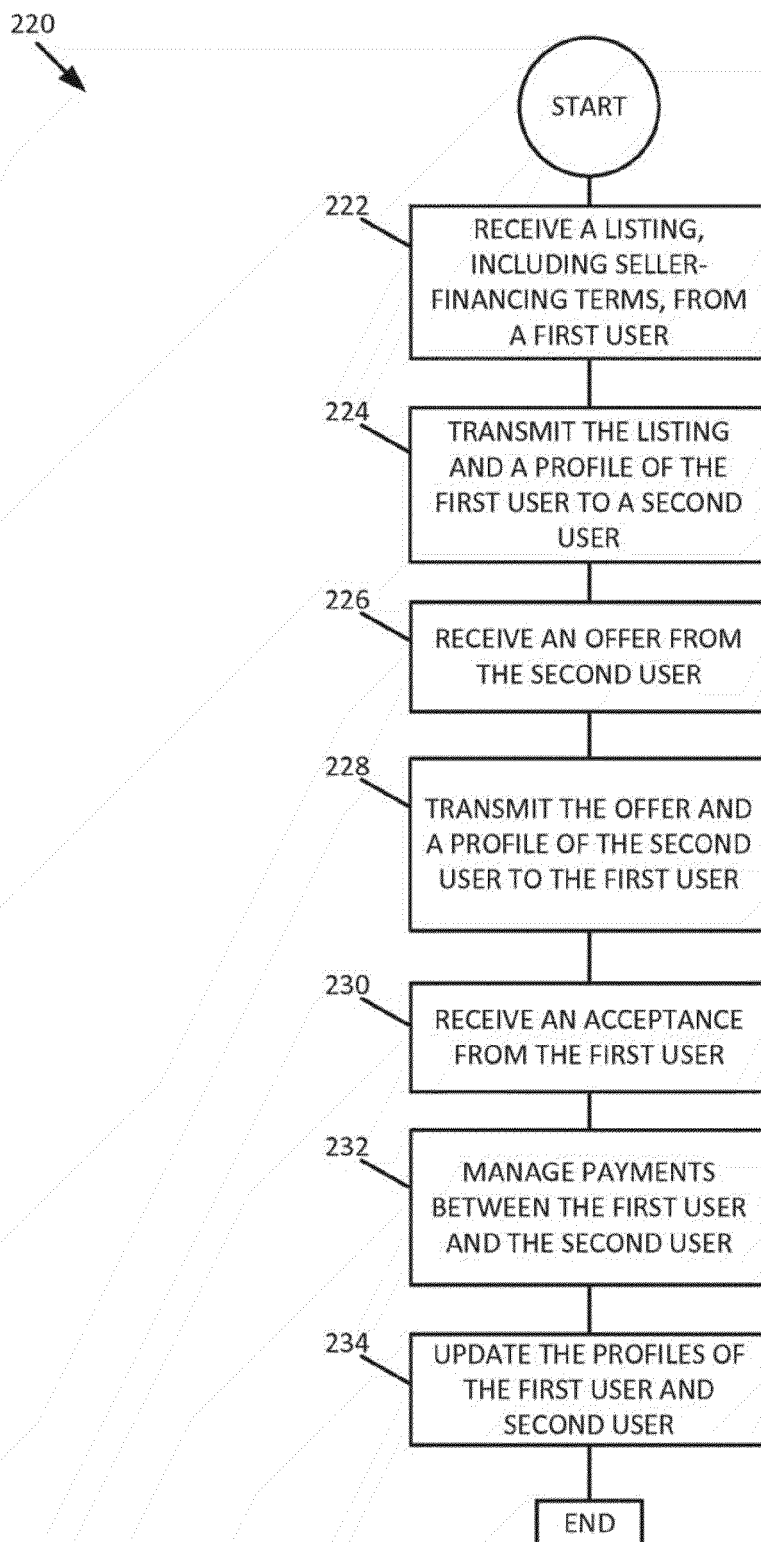 220
START
222
RECEIVE A LISTING,
INCLUDING SELLER-
FINANCING TERMS, FROM
A FIRST USER
224
TRANSMIT THE LISTING
AND A PROFILE OF THE
FIRST USER TO A SECOND
USER
226
RECEIVE AN OFFER FROM
THE SECOND USER
228
TRANSMIT THE OFFER AND
A PROFILE OF THE SECOND
USER TO THE FIRST USER
230
RECEIVE AN ACCEPTANCE
FROM THE FIRST USER
232
MANAGE PAYMENTS
BETWEEN THE FIRST USER
AND THE SECOND USER
234
UPDATE THE PROFILES OF
THE FIRST USER AND
SECOND USER
END